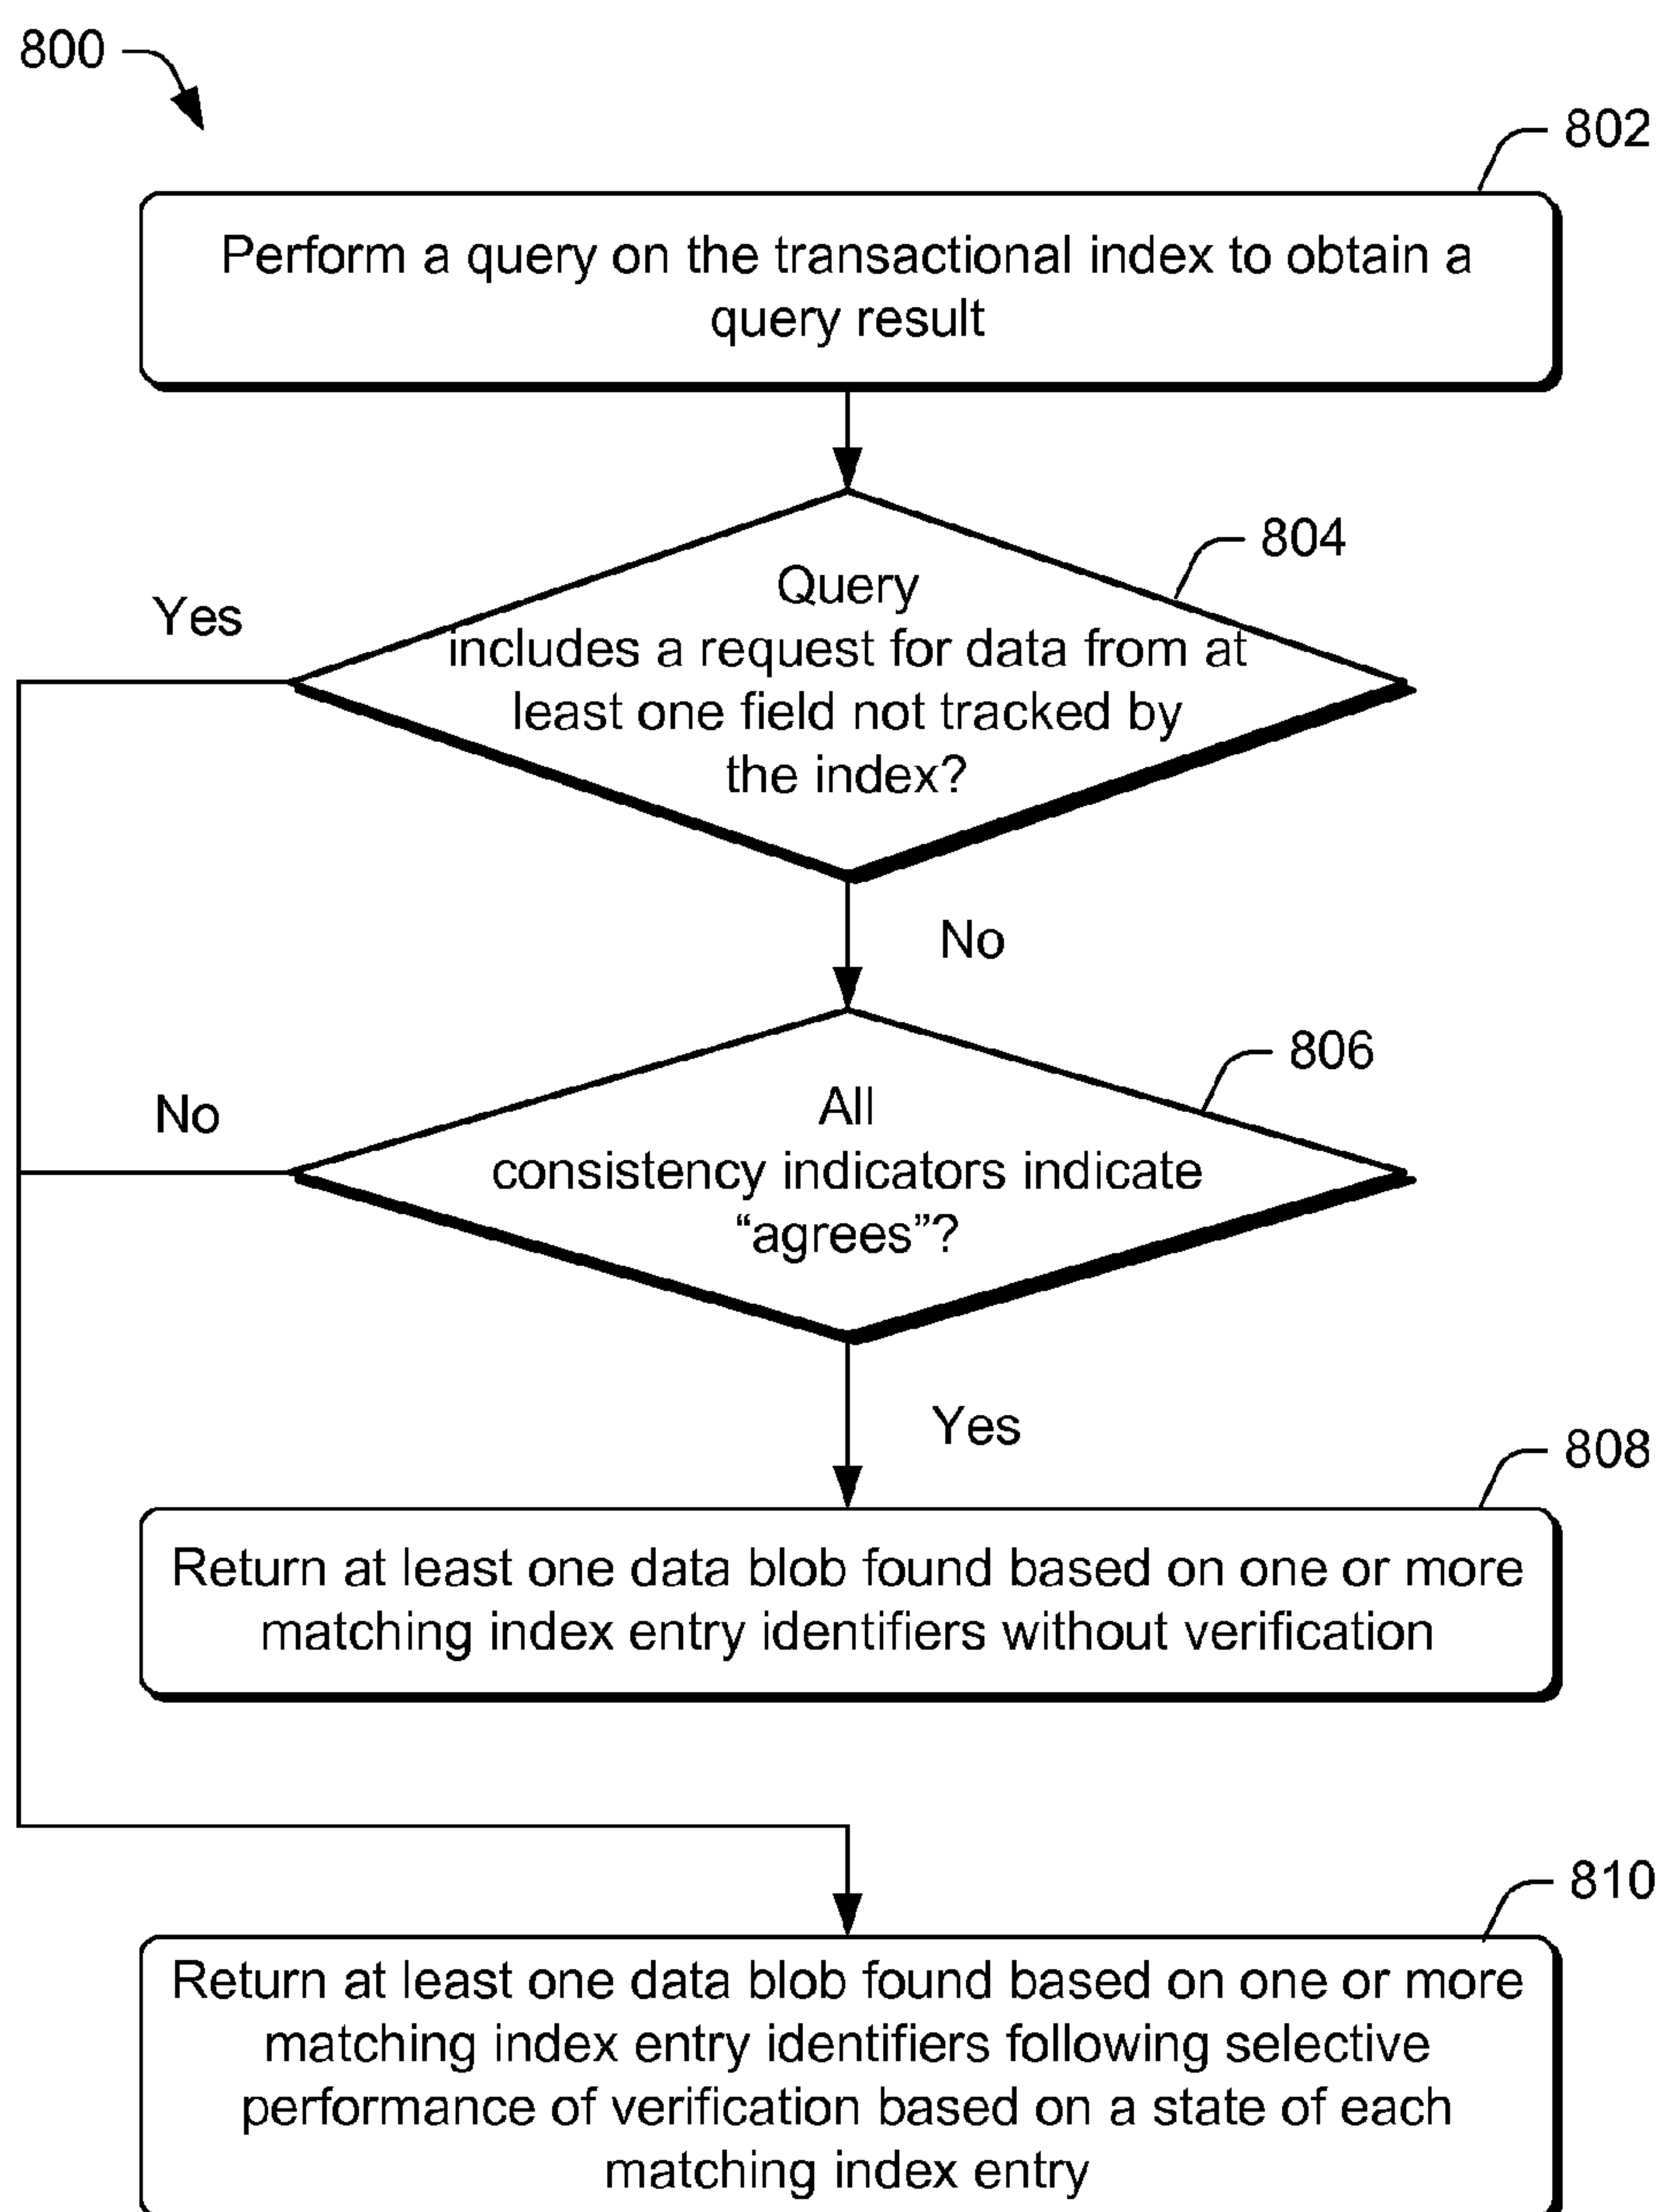 800
802
Perform a query on the transactional index to obtain a
query result
804
Query
includes a request for data from at
least one field not tracked by
the index?
Yes
No
806
All
consistency indicators indicate
“agrees”?
No
Yes
808
Return at least one data blob found based on one or more
matching index entry identifiers without verification
810
Return at least one data blob found based on one or more
matching index entry identifiers following selective
performance of verification based on a state of each
matching index entry